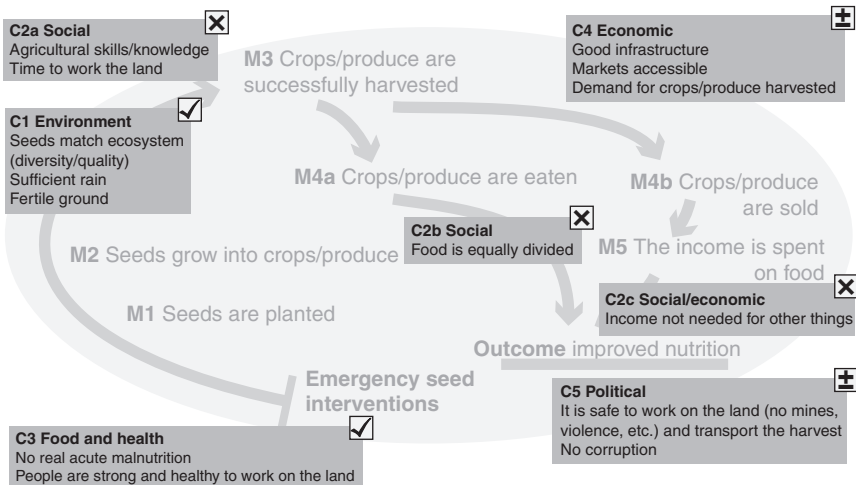 C2a Social
Agricultural skills/knowledge
Time to work the land
M3 Crops/produce are
successfully harvested
C4 Economic
Good infrastructure
Markets accessible
Demand for crops/produce harvested
C1 Environment
Seeds match ecosystem
(diversity/quality)
Sufficient rain
Fertile ground
M4a Crops/produce are eaten
M4b Crops/produce
are sold
C2b Social
Food is equally divided
M2 Seeds grow into crops/produce
M5 The income is spent
on food
C2c Social/economic
Income not needed for other things
M1 Seeds are planted
Outcome improved nutrition
Emergency seed
interventions
C5 Political
It is safe to work on the land (no mines,
violence, etc.) and transport the harvest
No corruption
C3 Food and health
No real acute malnutrition
People are strong and healthy to work on the land